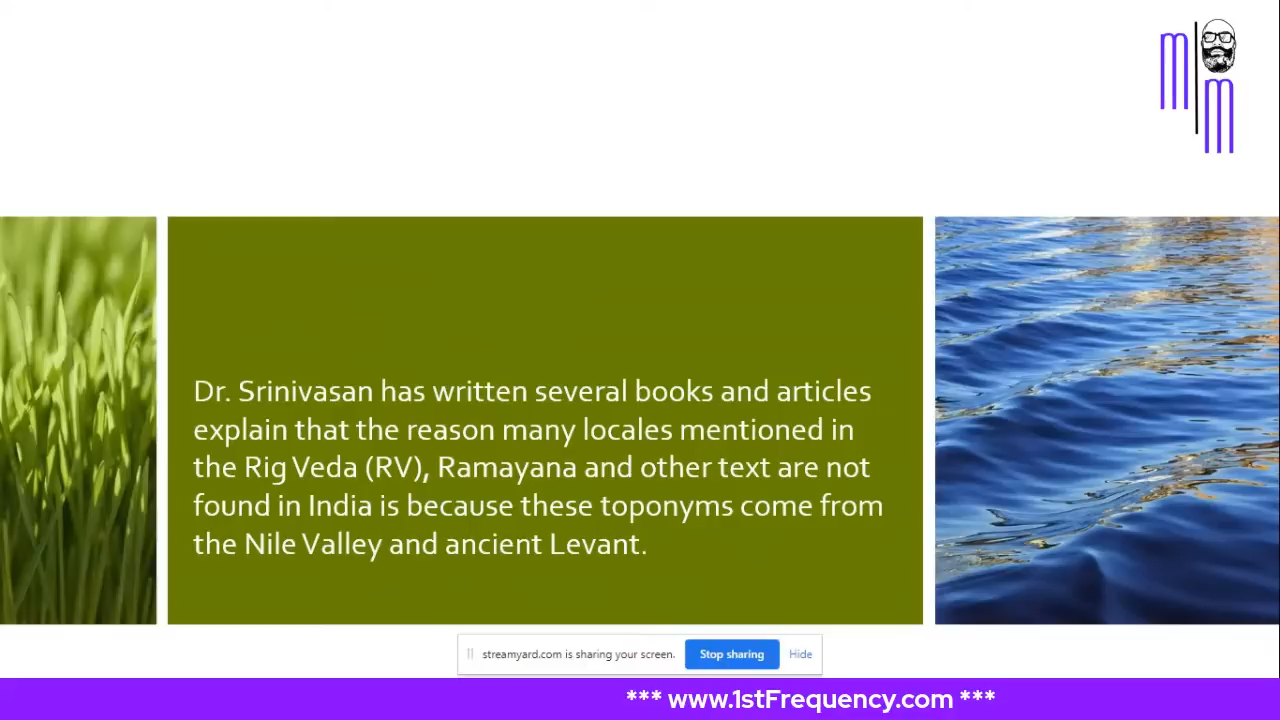 m
m
Dr. Srinivasan has written several books and articles
explain that the reason many locales mentioned in
the Rig Veda (RV), Ramayana and other text are not
found in India is because these toponyms come from
the Nile Valley and ancient Levant.
streamyard.com is sharing your screen. Stop sharing Hide
*** www.1stFrequency.com ***